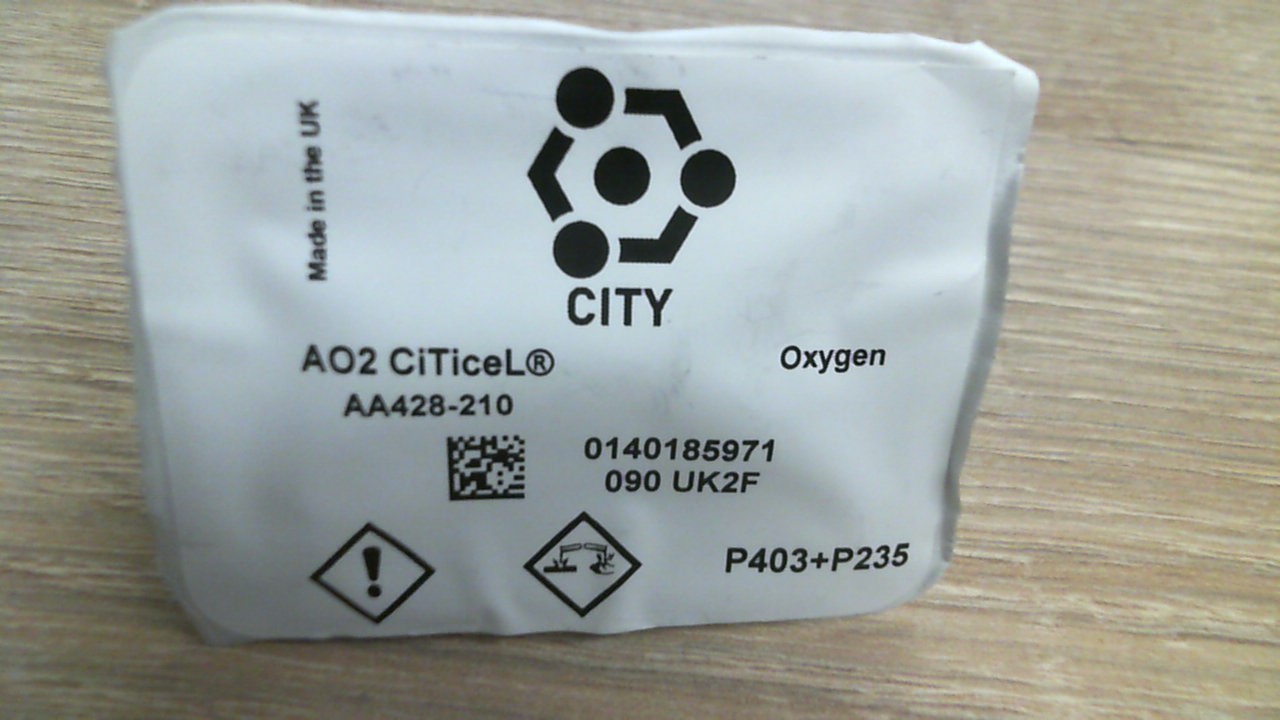 Made in the UK
CITY
AO2 CiTiceL®
Oxygen
AA428-210
0140185971
090 UK2F
P403+P235